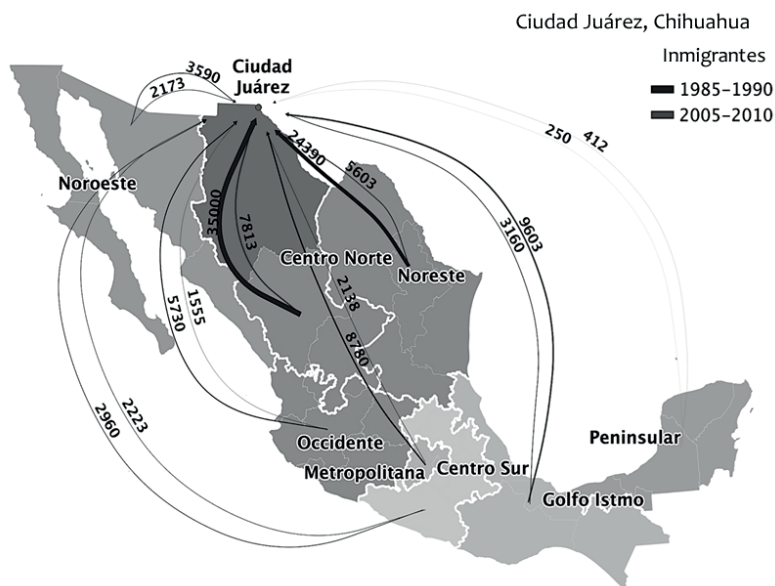 Ciudad Juárez, Chihuahua
Inmigrantes
1985-1990
2005-2010
Ciudad
Juárez
3590
2173
24390
5603
250
412
Noroeste
35000
7813
9603
3160
Centro Norte
Noreste
2138
5730
1555
8780
2960
2223
Occidente
Peninsular
Metropolitana
Centro Sur
Golfo Istmo